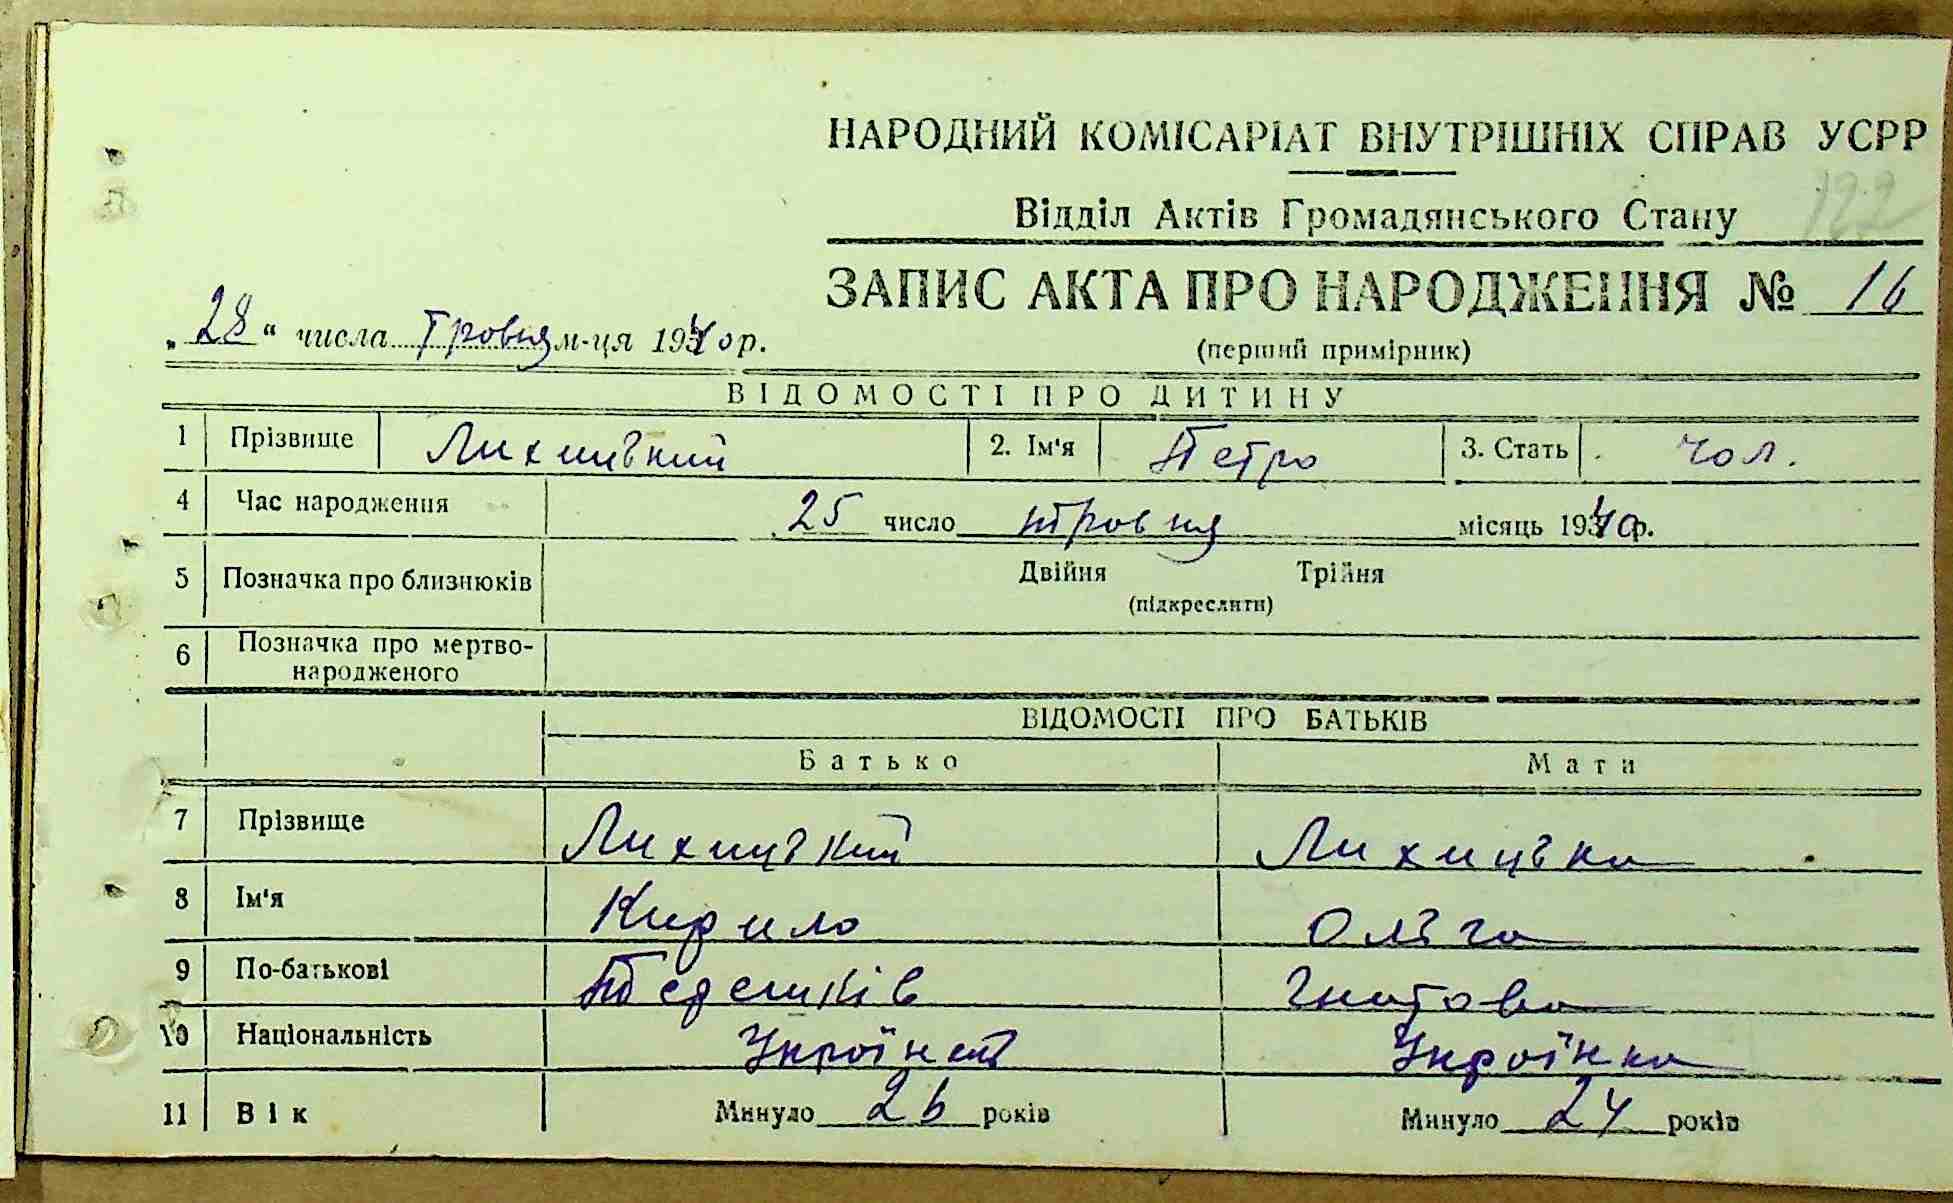 НАРОДНИЙ КОМІСАРІАТ ВНУТРІШНІХ СПРАВ УСРР
Відділ Актів Громадянського Стану 122
ЗАПИС АКТА ПРО НАРОДЖЕННЯ № 16
„28“ числа Травня м-ця 1940 р.
(перший примірник)
ВІДОМОСТІ ПРО ДИТИНУ
1 Прізвище Лихицький 2. Ім'я Петро 3. Стать чол.
4 Час народження 25 число травня місяць 1940р.
5 Позначка про близнюків Двійня Трійня
(підкреслити)
6 Позначка про мертво-
народженого
ВІДОМОСТІ ПРО БАТЬКІВ
Батько Мати
7 Прізвище Лихицький Лихицька
8 Ім'я Кирило Ольга
9 По-батькові Гнатова
10 Національність Українець Українка
11 Вік Минуло 26 років Минуло 24 років